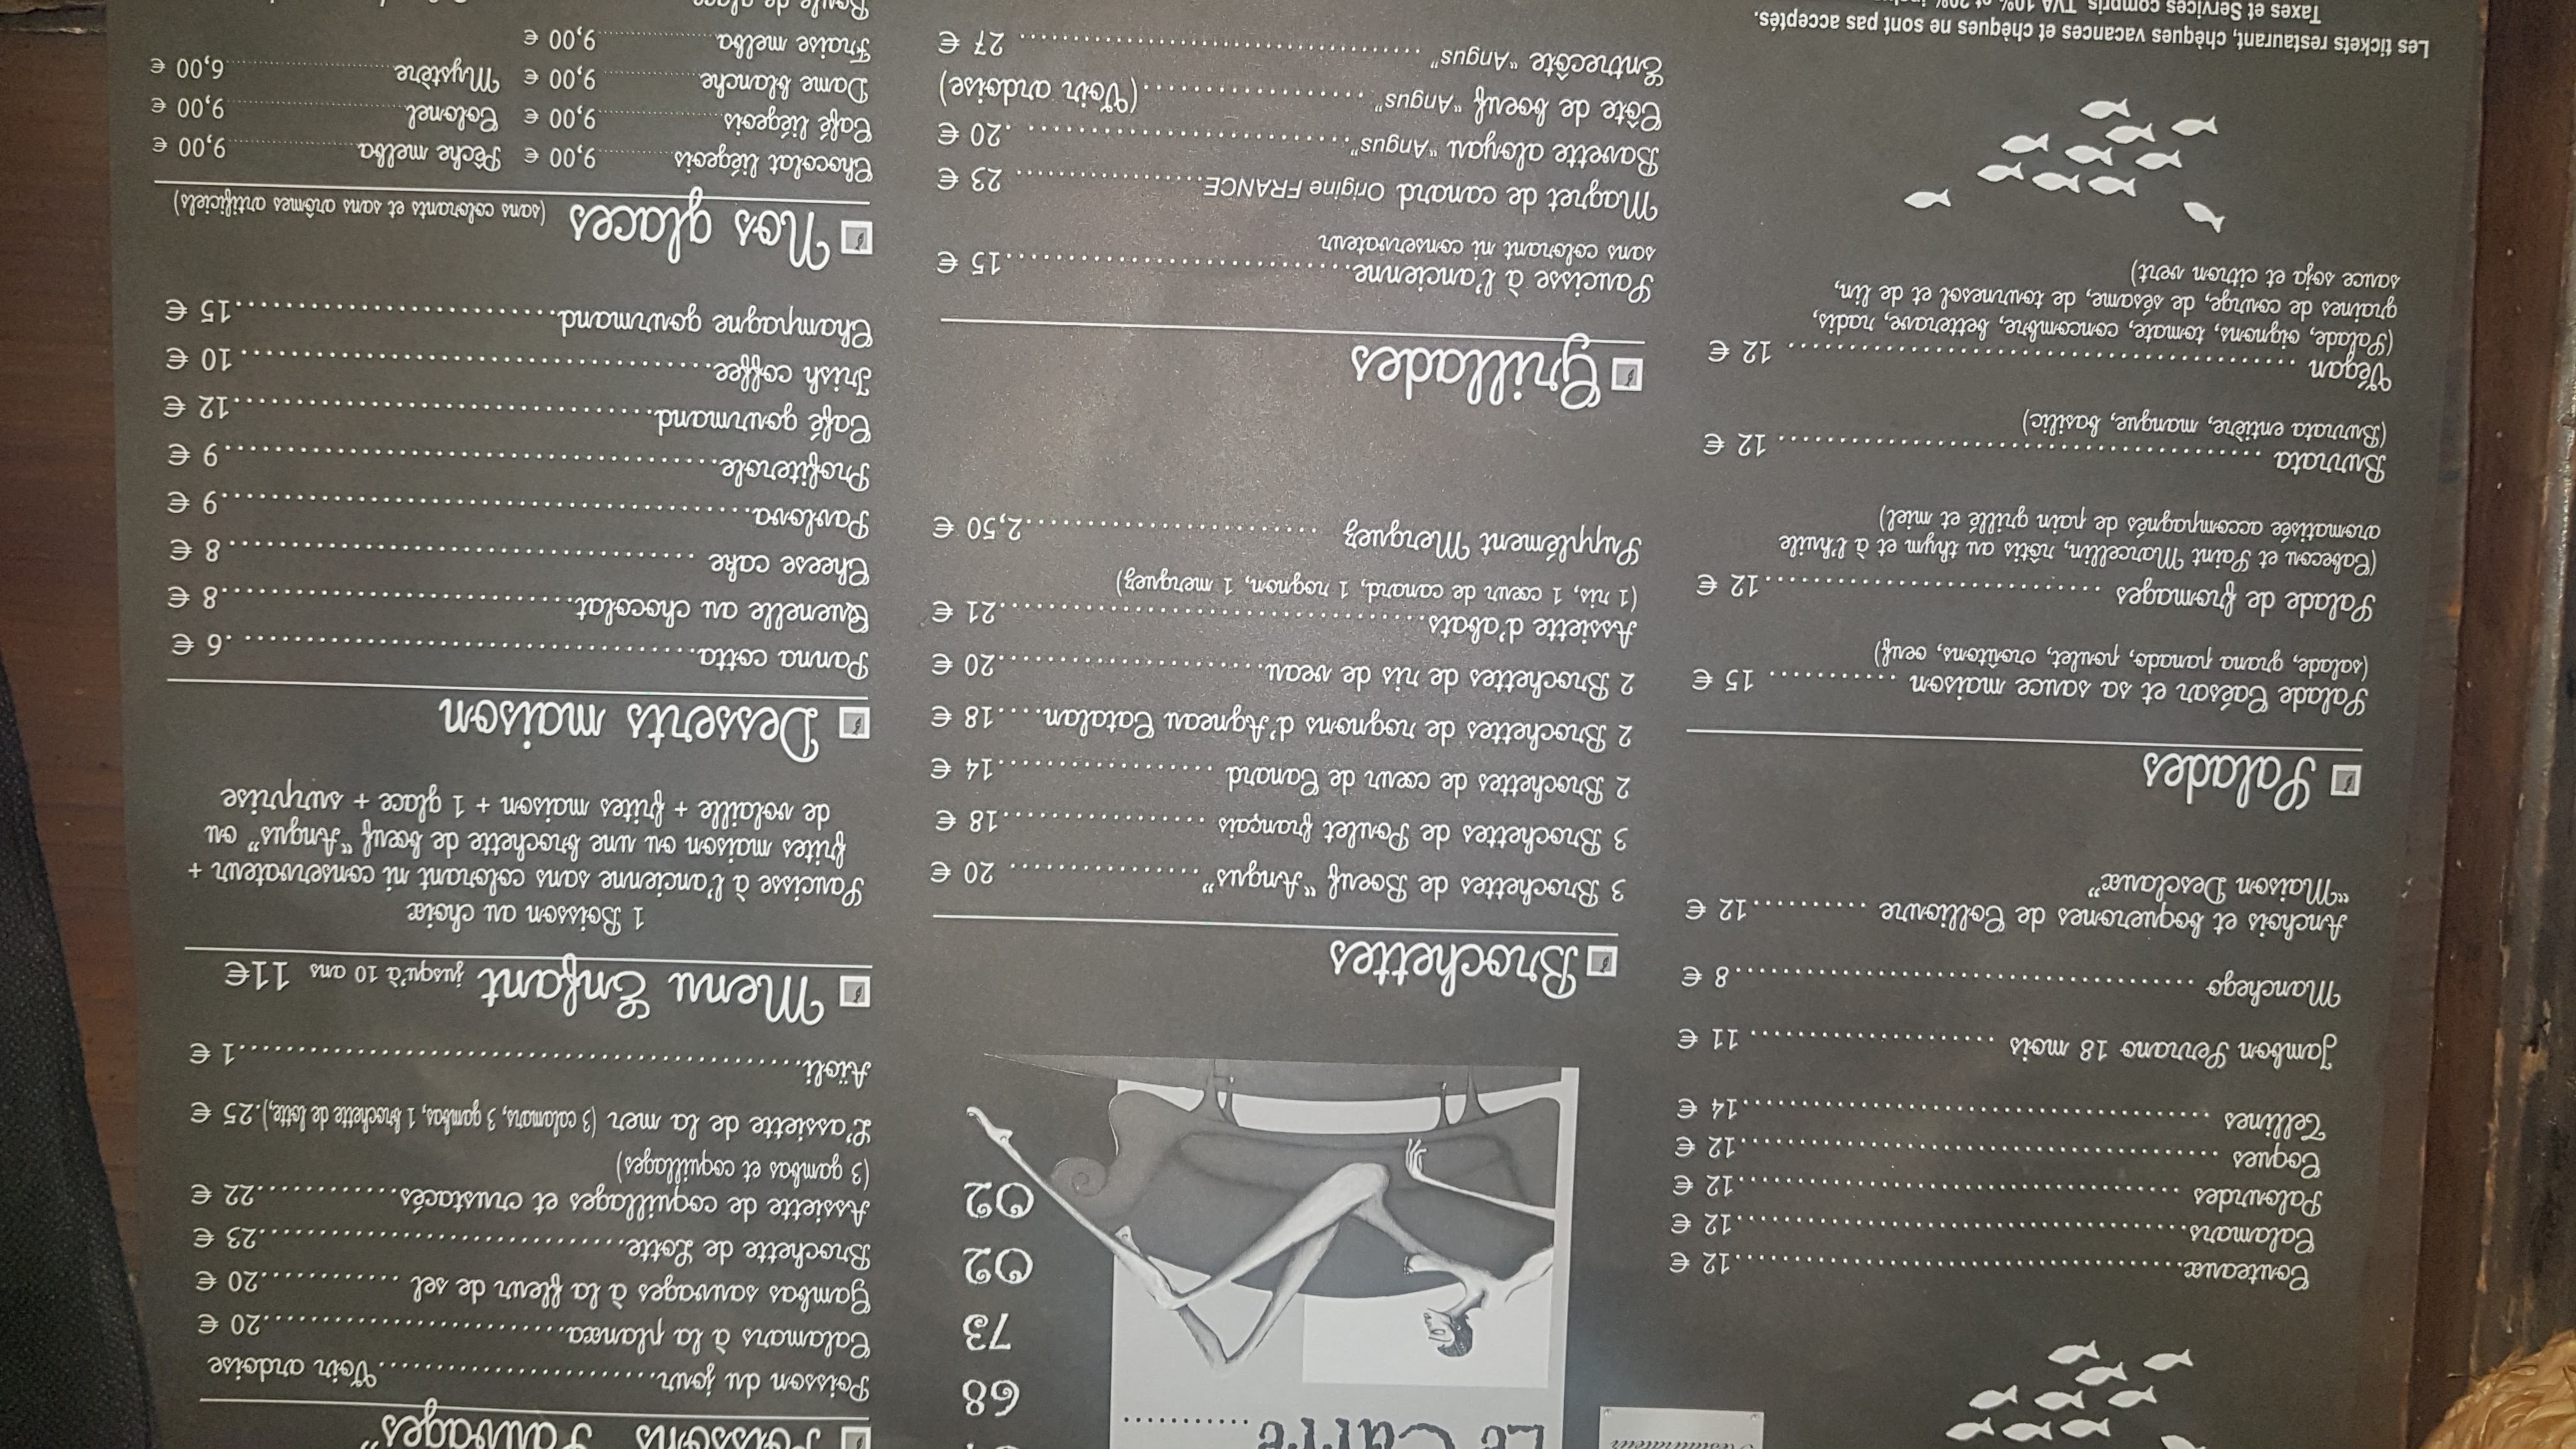 Restaurateur
Le Carré
68
73
02
02
Couteaux 12 €
Calamars 12 €
Palourdes 12 €
Coques 12 €
Tellines 14 €
Jambon Serrano 18 mois 11 €
Manchego 8 €
Anchois et boquerones de Collioure 12 €
“Maison Desclaux”
Salades
Salade Caésar et sa sauce maison 15 €
(salade, grana panado, poulet, croûtons, oeuf)
Salade de fromages 12 €
(Cabecou et Saint Marcellin, rôtis au thym et à l'huile
aromatisée accompagnés de pain grillé et miel)
Burrata 12 €
(Burrata entière, mangue, basilic)
Végan 12 €
(Salade, oignons, tomate, concombre, betterave, radis,
graines de courge, de sésame, de tournesol et de lin,
sauce soja et citron vert)
Les tickets restaurant, chèques vacances et chèques ne sont pas acceptés.
Taxes et Services compris. TVA 10% et 20%
Brochettes
3 Brochettes de Boeuf “Angus” 20 €
3 Brochettes de Poulet français 18 €
2 Brochettes de cœur de Canard 14 €
2 Brochettes de rognons d'Agneau Catalan 18 €
2 Brochettes de ris de veau 20 €
Assiette d'abats 21 €
(1 ris, 1 cœur de canard, 1 rognon, 1 merguez)
Supplément Merguez 2,50 €
Grillades
Saucisse à l'ancienne 15 €
sans colorant ni conservateur
Magret de canard Origine FRANCE 23 €
Bavette aloyau “Angus” 20 €
Côte de boeuf “Angus” (Voir ardoise)
Entrecôte “Angus” 27 €
Poissons Sauvages”
Poisson du jour Voir ardoise
Calamars à la planxa 20 €
Gambas sauvages à la fleur de sel 20 €
Brochette de Lotte 23 €
Assiette de coquillages et crustacés 22 €
(3 gambas et coquillages)
L'assiette de la mer (3 calamars, 3 gambas, 1 brochette de lotte,) 25 €
Aïoli 1 €
Menu Enfant jusqu'à 10 ans 11€
1 Boisson au choix
Saucisse à l'ancienne sans colorant ni conservateur +
frites maison ou une brochette de bœuf “Angus” ou
de volaille + frites maison + 1 glace + surprise
Desserts maison
Panna cotta 6 €
Quenelle au chocolat 8 €
Cheese cake 8 €
Pavlova 9 €
Profiterole 9 €
Café gourmand 12 €
Irish coffee 10 €
Champagne gourmand 15 €
Nos glaces (sans colorants et sans arômes artificiels)
Chocolat liégeois 9,00 € Pêche melba 9,00 €
Café liégeois 9,00 € Colonel 9,00 €
Dame blanche 9,00 € Mystère 6,00 €
Fraise melba 9,00 €
Boule de glace